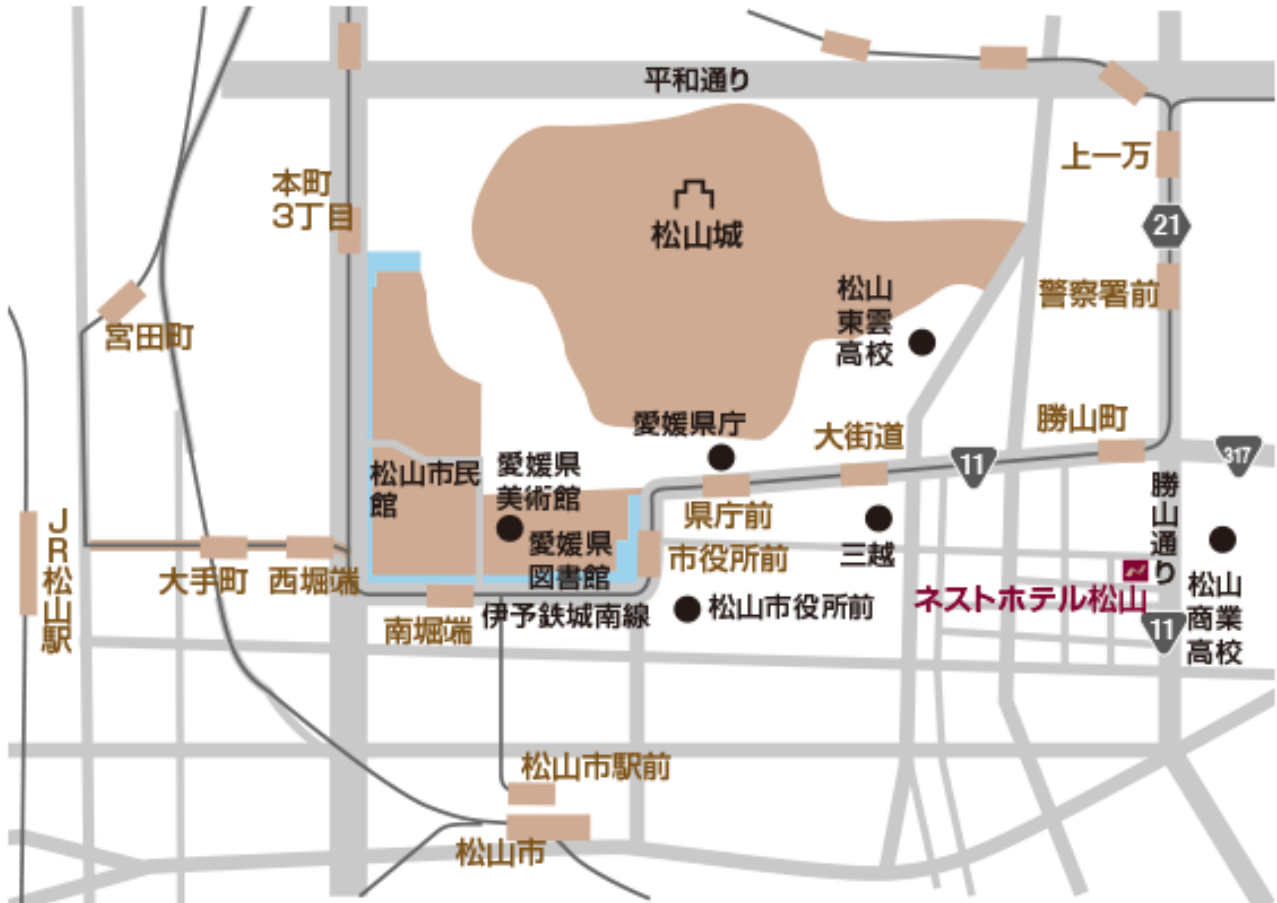 平和通り
上一万
本町
3丁目
松山城
21
松山
東雲
高校
警察署前
宮田町
愛媛県庁
大街道
勝山町
11
317
松山市民
館
愛媛県
美術館
県庁前
勝山通り
JR松山駅
愛媛県
図書館
市役所前
三越
大手町
西堀端
ネストホテル松山
松山
商業
高校
南堀端
伊予鉄城南線
松山市役所前
11
松山市駅前
松山市